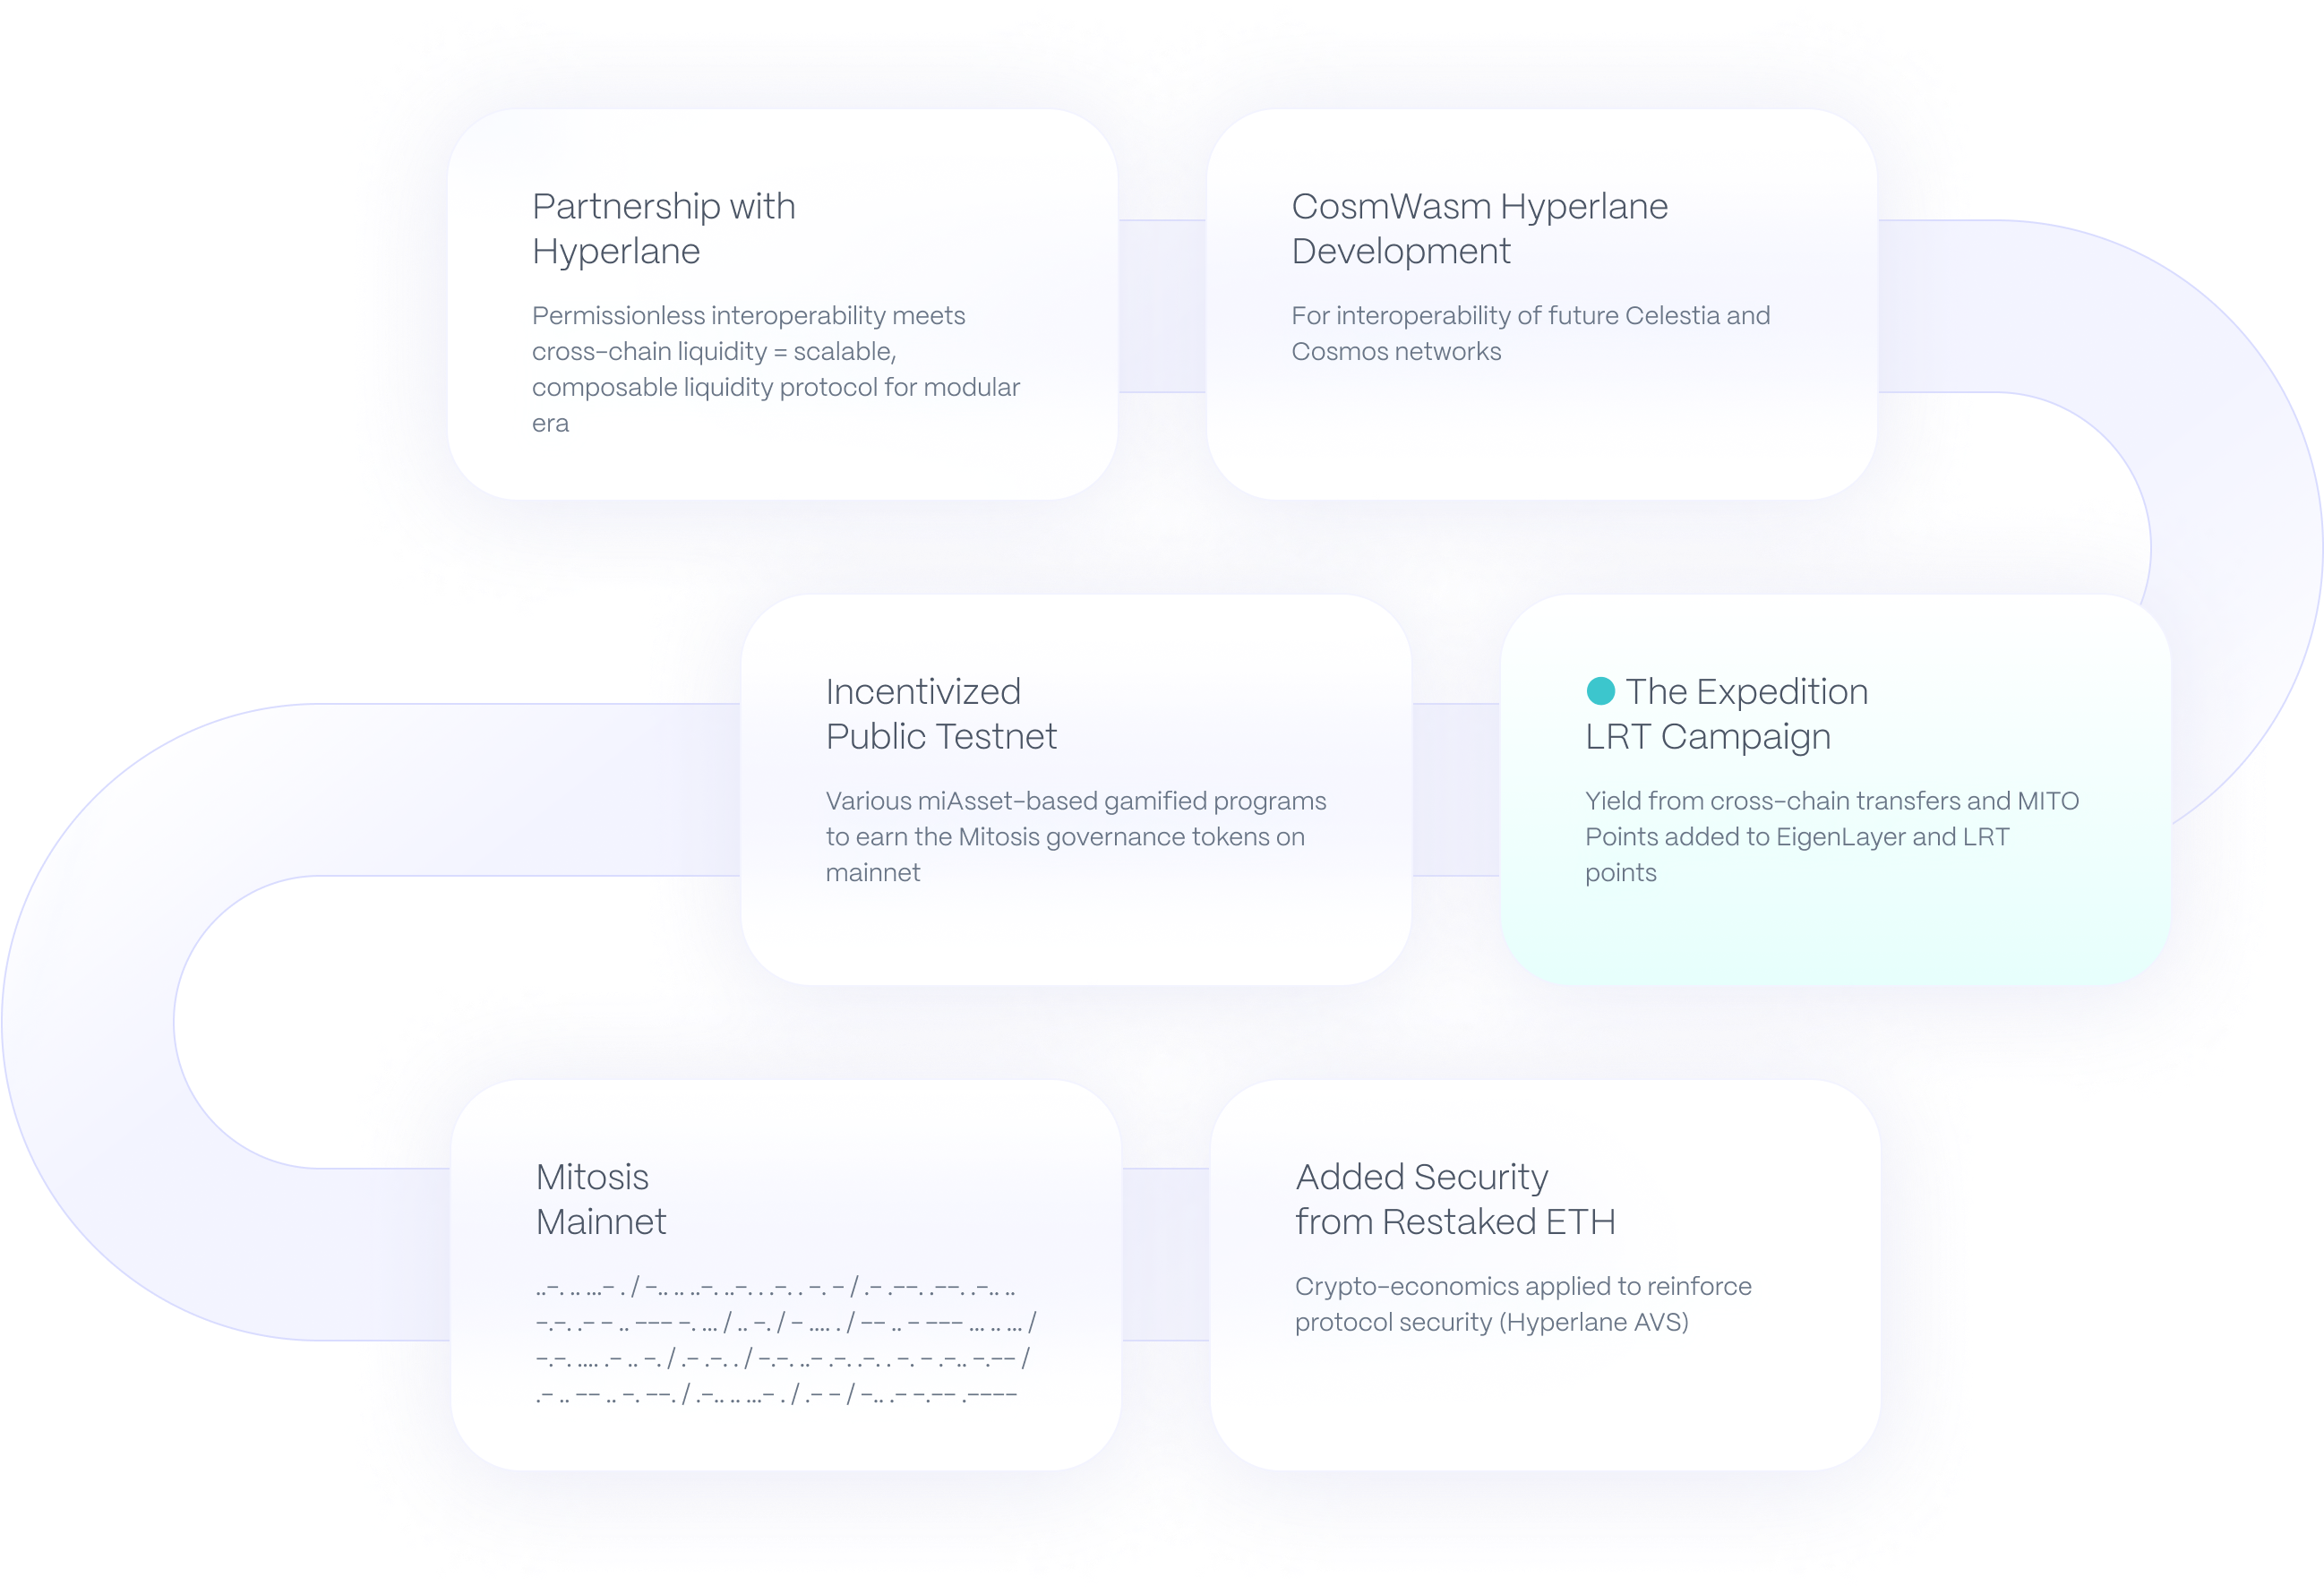 Partnership with
Hyperlane
Permissionless interoperability meets
cross-chain liquidity = scalable,
composable liquidity protocol for modular
era
CosmWasm Hyperlane
Development
For interoperability of future Celestia and
Cosmos networks
Incentivized
Public Testnet
Various miAsset-based gamified programs
to earn the Mitosis governance tokens on
mainnet
The Expedition
LRT Campaign
Yield from cross-chain transfers and MITO
Points added to EigenLayer and LRT
points
Mitosis
Mainnet
..-. .. ...- . / -.. .. ..-. ..-. . .-. . -. - / .- .--. .--. .-.. ..
-.-. .- - .. --- -. ... / .. -. / - .... . / -- .. - --- ... .. ... /
-.-. .... .- .. -. / .- .-. . / -.-. ..- .-. .-. . -. - .-.. -.-- /
.- .. -- .. -. --. / .-.. .. ...- . / .- - / -.. .- -.-- .----
Added Security
from Restaked ETH
Crypto-economics applied to reinforce
protocol security (Hyperlane AVS)